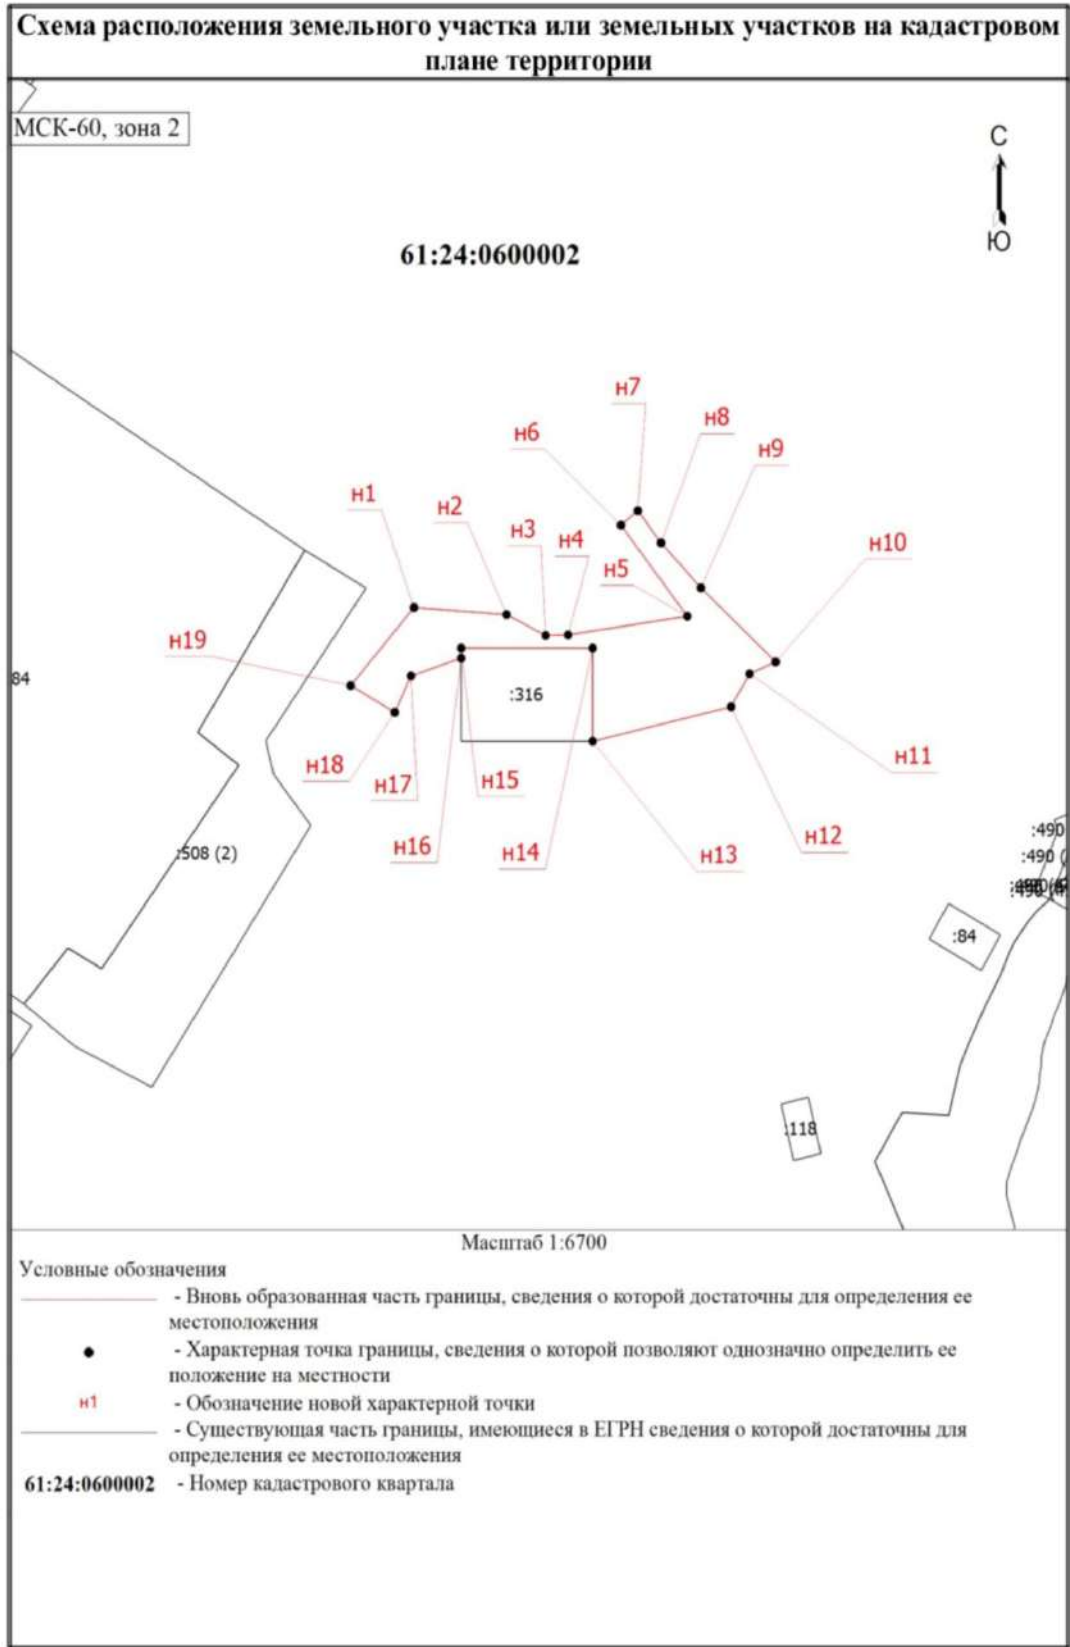 Схема расположения земельного участка или земельных участков на кадастровом
плане территории
МСК-60, зона 2
С
Ю
61:24:0600002
н7
н8
н6
н9
н1
н2
н3
н4
н10
н5
н19
84
:316
н18
н17
н15
н11
н16
н14
н13
н12
:508 (2)
:490
:490 (
:84
:118
Масштаб 1:6700
Условные обозначения
- Вновь образованная часть границы, сведения о которой достаточны для определения ее
местоположения
- Характерная точка границы, сведения о которой позволяют однозначно определить ее
положение на местности
н1 - Обозначение новой характерной точки
- Существующая часть границы, имеющиеся в ЕГРН сведения о которой достаточны для
определения ее местоположения
61:24:0600002 - Номер кадастрового квартала